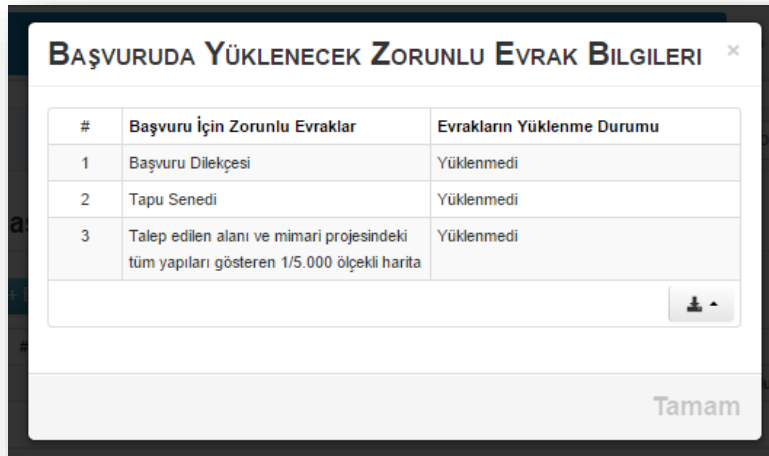 BAŞVURUDA YÜKLENECEK ZORUNLU EVRAK BILGILERI ×
# Başvuru İçin Zorunlu Evraklar Evrakların Yüklenme Durumu
1 Başvuru Dilekçesi Yüklenmedi
2 Tapu Senedi Yüklenmedi
3 Talep edilen alanı ve mimari projesindeki Yüklenmedi
tüm yapıları gösteren 1/5.000 ölçekli harita
Tamam